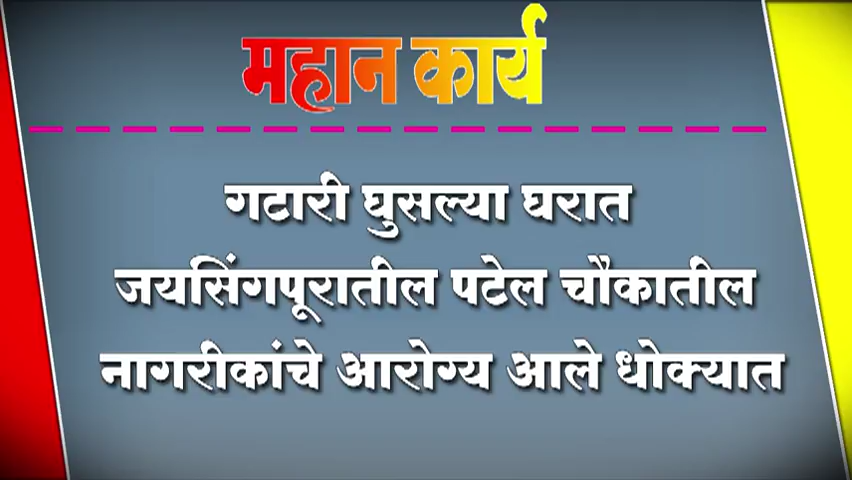 महान कार्य
गटारी घुसल्या घरात
जयसिंगपूरातील पटेल चौकातील
नागरीकांचे आरोग्य आले धोक्यात